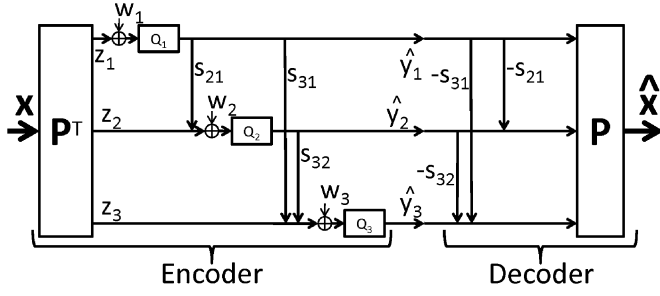 w₁
Q₁
z₁
s₂₁
s₃₁
ŷ₁
-s₃₁
-s₂₁
x
Pᵀ
z₂
w₂
Q₂
s₃₂
ŷ₂
-s₃₂
P
x̂
z₃
w₃
Q₃
ŷ₃
Encoder
Decoder